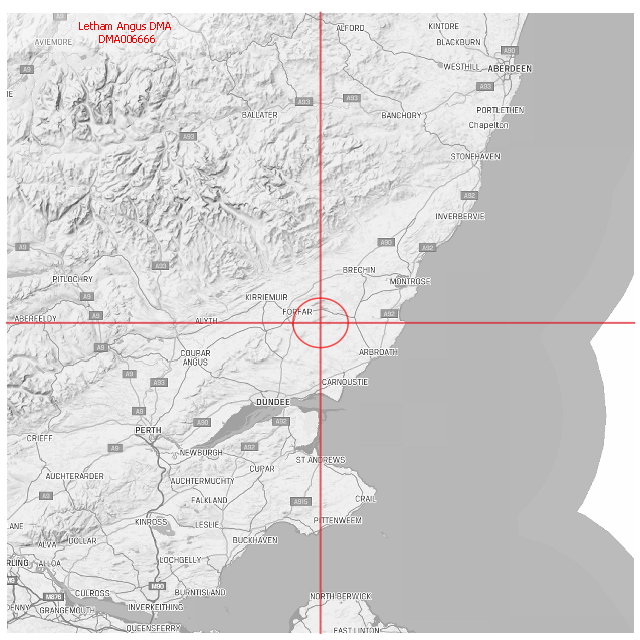 Letham Angus DMA
DMA006666
AVIEMORE
ALFORD
KINTORE
BLACKBURN
A90
WESTHILL
ABERDEEN
A9
A93
A93
A93
BALLATER
BANCHORY
PORTLETHEN
Chapelton
A93
STONEHAVEN
A92
INVERBERVIE
A9
A90
A92
A93
BRECHIN
PITLOCHRY
MONTROSE
A9
KIRRIEMUIR
FORFAR
A9
A92
ABERFELDY
ALYTH
A9
COUPAR
ANGUS
ARBROATH
A9
A93
CARNOUSTIE
DUNDEE
A9
A90
A92
PERTH
CRIEFF
A9
A92
NEWBURGH
ST.ANDREWS
CUPAR
AUCHTERARDER
AUCHTERMUCHTY
A9
FALKLAND
A915
CRAIL
KINROSS
LESLIE
PITTENWEEM
LANE
DOLLAR
BUCKHAVEN
ALVA
RLING
ALLOA
LOCHGELLY
M9
M90
CULROSS
BURNTISLAND
M876
NORTH BERWICK
ENNY
GRANGEMOUTH
INVERKEITHING
QUEENSFERRY
EAST LINTON